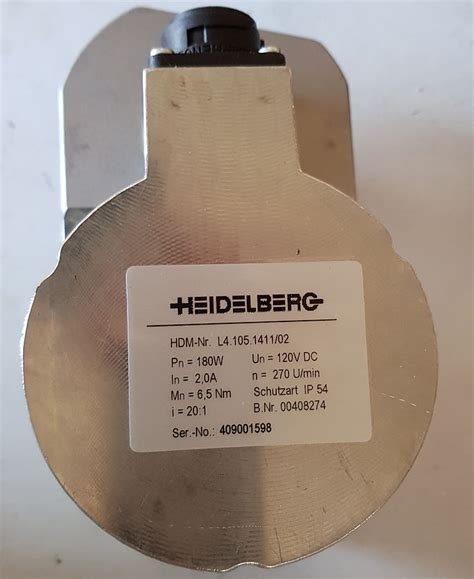 HEIDELBERG
HDM-Nr. L4.105.1411/02
Pn = 180W Un = 120V DC
In = 2,0A n = 270 U/min
Mn = 6,5 Nm Schutzart IP 54
i = 20:1 B.Nr. 00408274
Ser.-No.: 409001598